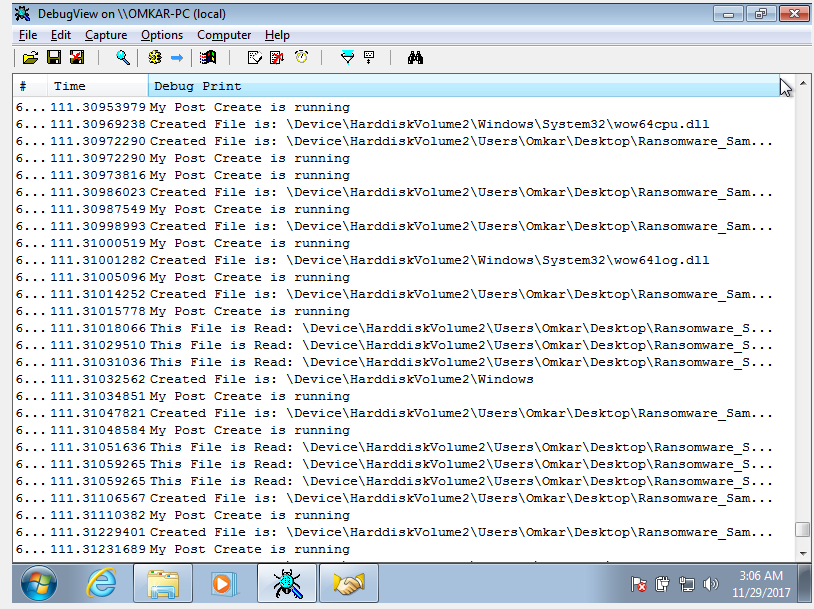 DebugView on \\OMKAR-PC (local)
File Edit Capture Options Computer Help
# Time Debug Print
6... 111.30953979 My Post Create is running
6... 111.30969238 Created File is: \Device\HarddiskVolume2\Windows\System32\wow64cpu.dll
6... 111.30972290 Created File is: \Device\HarddiskVolume2\Users\Omkar\Desktop\Ransomware_Sam...
6... 111.30972290 My Post Create is running
6... 111.30973816 My Post Create is running
6... 111.30986023 Created File is: \Device\HarddiskVolume2\Users\Omkar\Desktop\Ransomware_Sam...
6... 111.30987549 My Post Create is running
6... 111.30998993 Created File is: \Device\HarddiskVolume2\Users\Omkar\Desktop\Ransomware_Sam...
6... 111.31000519 My Post Create is running
6... 111.31001282 Created File is: \Device\HarddiskVolume2\Windows\System32\wow64log.dll
6... 111.31005096 My Post Create is running
6... 111.31014252 Created File is: \Device\HarddiskVolume2\Users\Omkar\Desktop\Ransomware_Sam...
6... 111.31015778 My Post Create is running
6... 111.31018066 This File is Read: \Device\HarddiskVolume2\Users\Omkar\Desktop\Ransomware_S...
6... 111.31029510 This File is Read: \Device\HarddiskVolume2\Users\Omkar\Desktop\Ransomware_S...
6... 111.31031036 This File is Read: \Device\HarddiskVolume2\Users\Omkar\Desktop\Ransomware_S...
6... 111.31032562 Created File is: \Device\HarddiskVolume2\Windows
6... 111.31034851 My Post Create is running
6... 111.31047821 Created File is: \Device\HarddiskVolume2\Users\Omkar\Desktop\Ransomware_Sam...
6... 111.31048584 My Post Create is running
6... 111.31051636 This File is Read: \Device\HarddiskVolume2\Users\Omkar\Desktop\Ransomware_S...
6... 111.31059265 This File is Read: \Device\HarddiskVolume2\Users\Omkar\Desktop\Ransomware_S...
6... 111.31059265 This File is Read: \Device\HarddiskVolume2\Users\Omkar\Desktop\Ransomware_S...
6... 111.31106567 Created File is: \Device\HarddiskVolume2\Users\Omkar\Desktop\Ransomware_Sam...
6... 111.31110382 My Post Create is running
6... 111.31229401 Created File is: \Device\HarddiskVolume2\Users\Omkar\Desktop\Ransomware_Sam...
6... 111.31231689 My Post Create is running
3:06 AM
11/29/2017